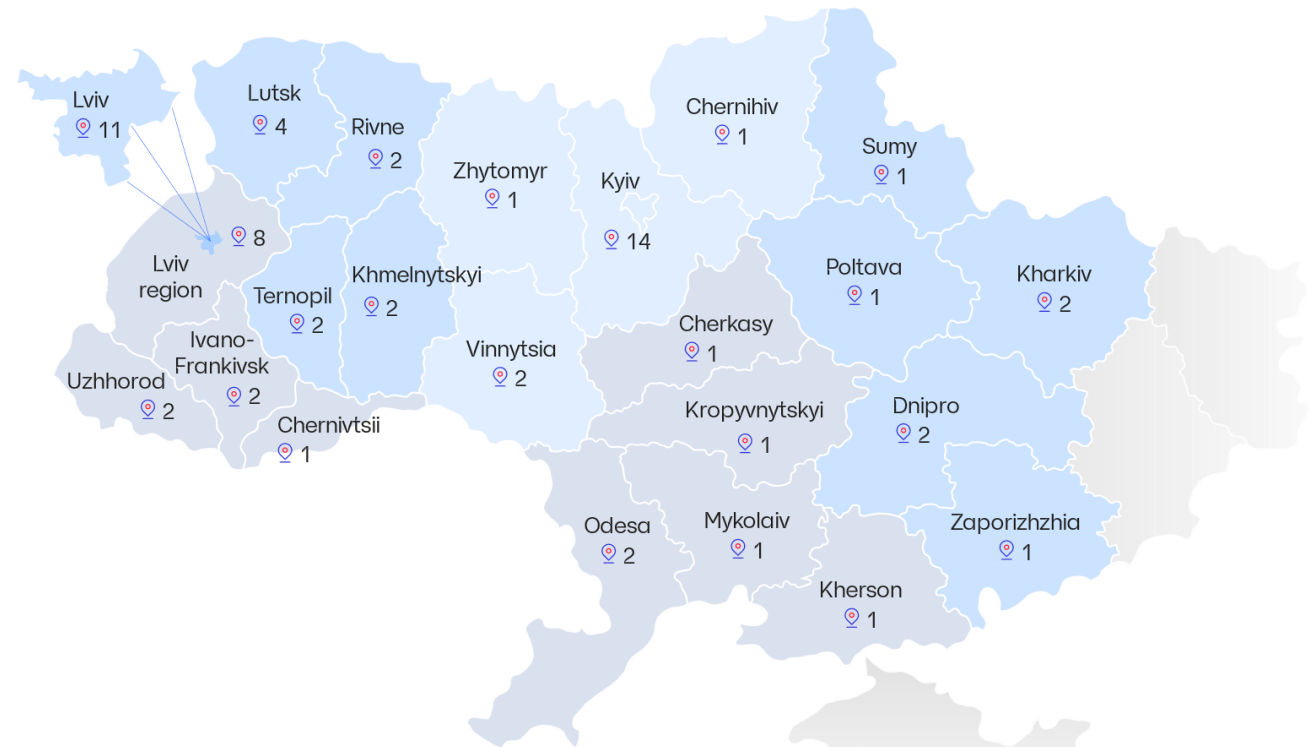 Lviv
11
Lutsk
4
Rivne
2
Chernihiv
1
Sumy
1
Zhytomyr
1
Kyiv
14
8
Lviv
region
Ternopil
2
Khmelnytskyi
2
Poltava
1
Kharkiv
2
Ivano-
Frankivsk
2
Uzhhorod
2
Chernivtsii
1
Vinnytsia
2
Cherkasy
1
Kropyvnytskyi
1
Dnipro
2
Odesa
2
Mykolaiv
1
Zaporizhzhia
1
Kherson
1